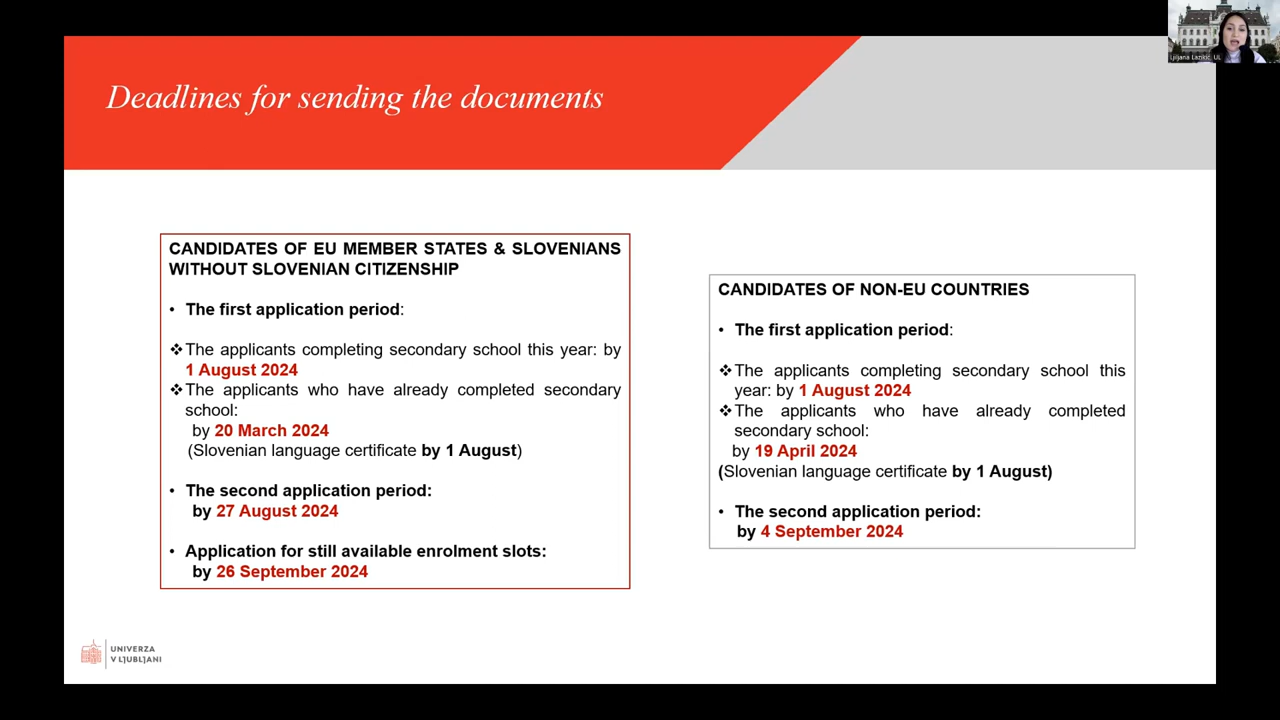 Deadlines for sending the documents
CANDIDATES OF EU MEMBER STATES & SLOVENIANS
WITHOUT SLOVENIAN CITIZENSHIP
• The first application period:
❖The applicants completing secondary school this year: by
1 August 2024
❖The applicants who have already completed secondary
school:
by 20 March 2024
(Slovenian language certificate by 1 August)
• The second application period:
by 27 August 2024
• Application for still available enrolment slots:
by 26 September 2024
CANDIDATES OF NON-EU COUNTRIES
• The first application period:
❖The applicants completing secondary school this
year: by 1 August 2024
❖The applicants who have already completed
secondary school:
by 19 April 2024
(Slovenian language certificate by 1 August)
• The second application period:
by 4 September 2024
UNIVERZA
V LJUBLJANI
Ljiljana Lazikić, UL